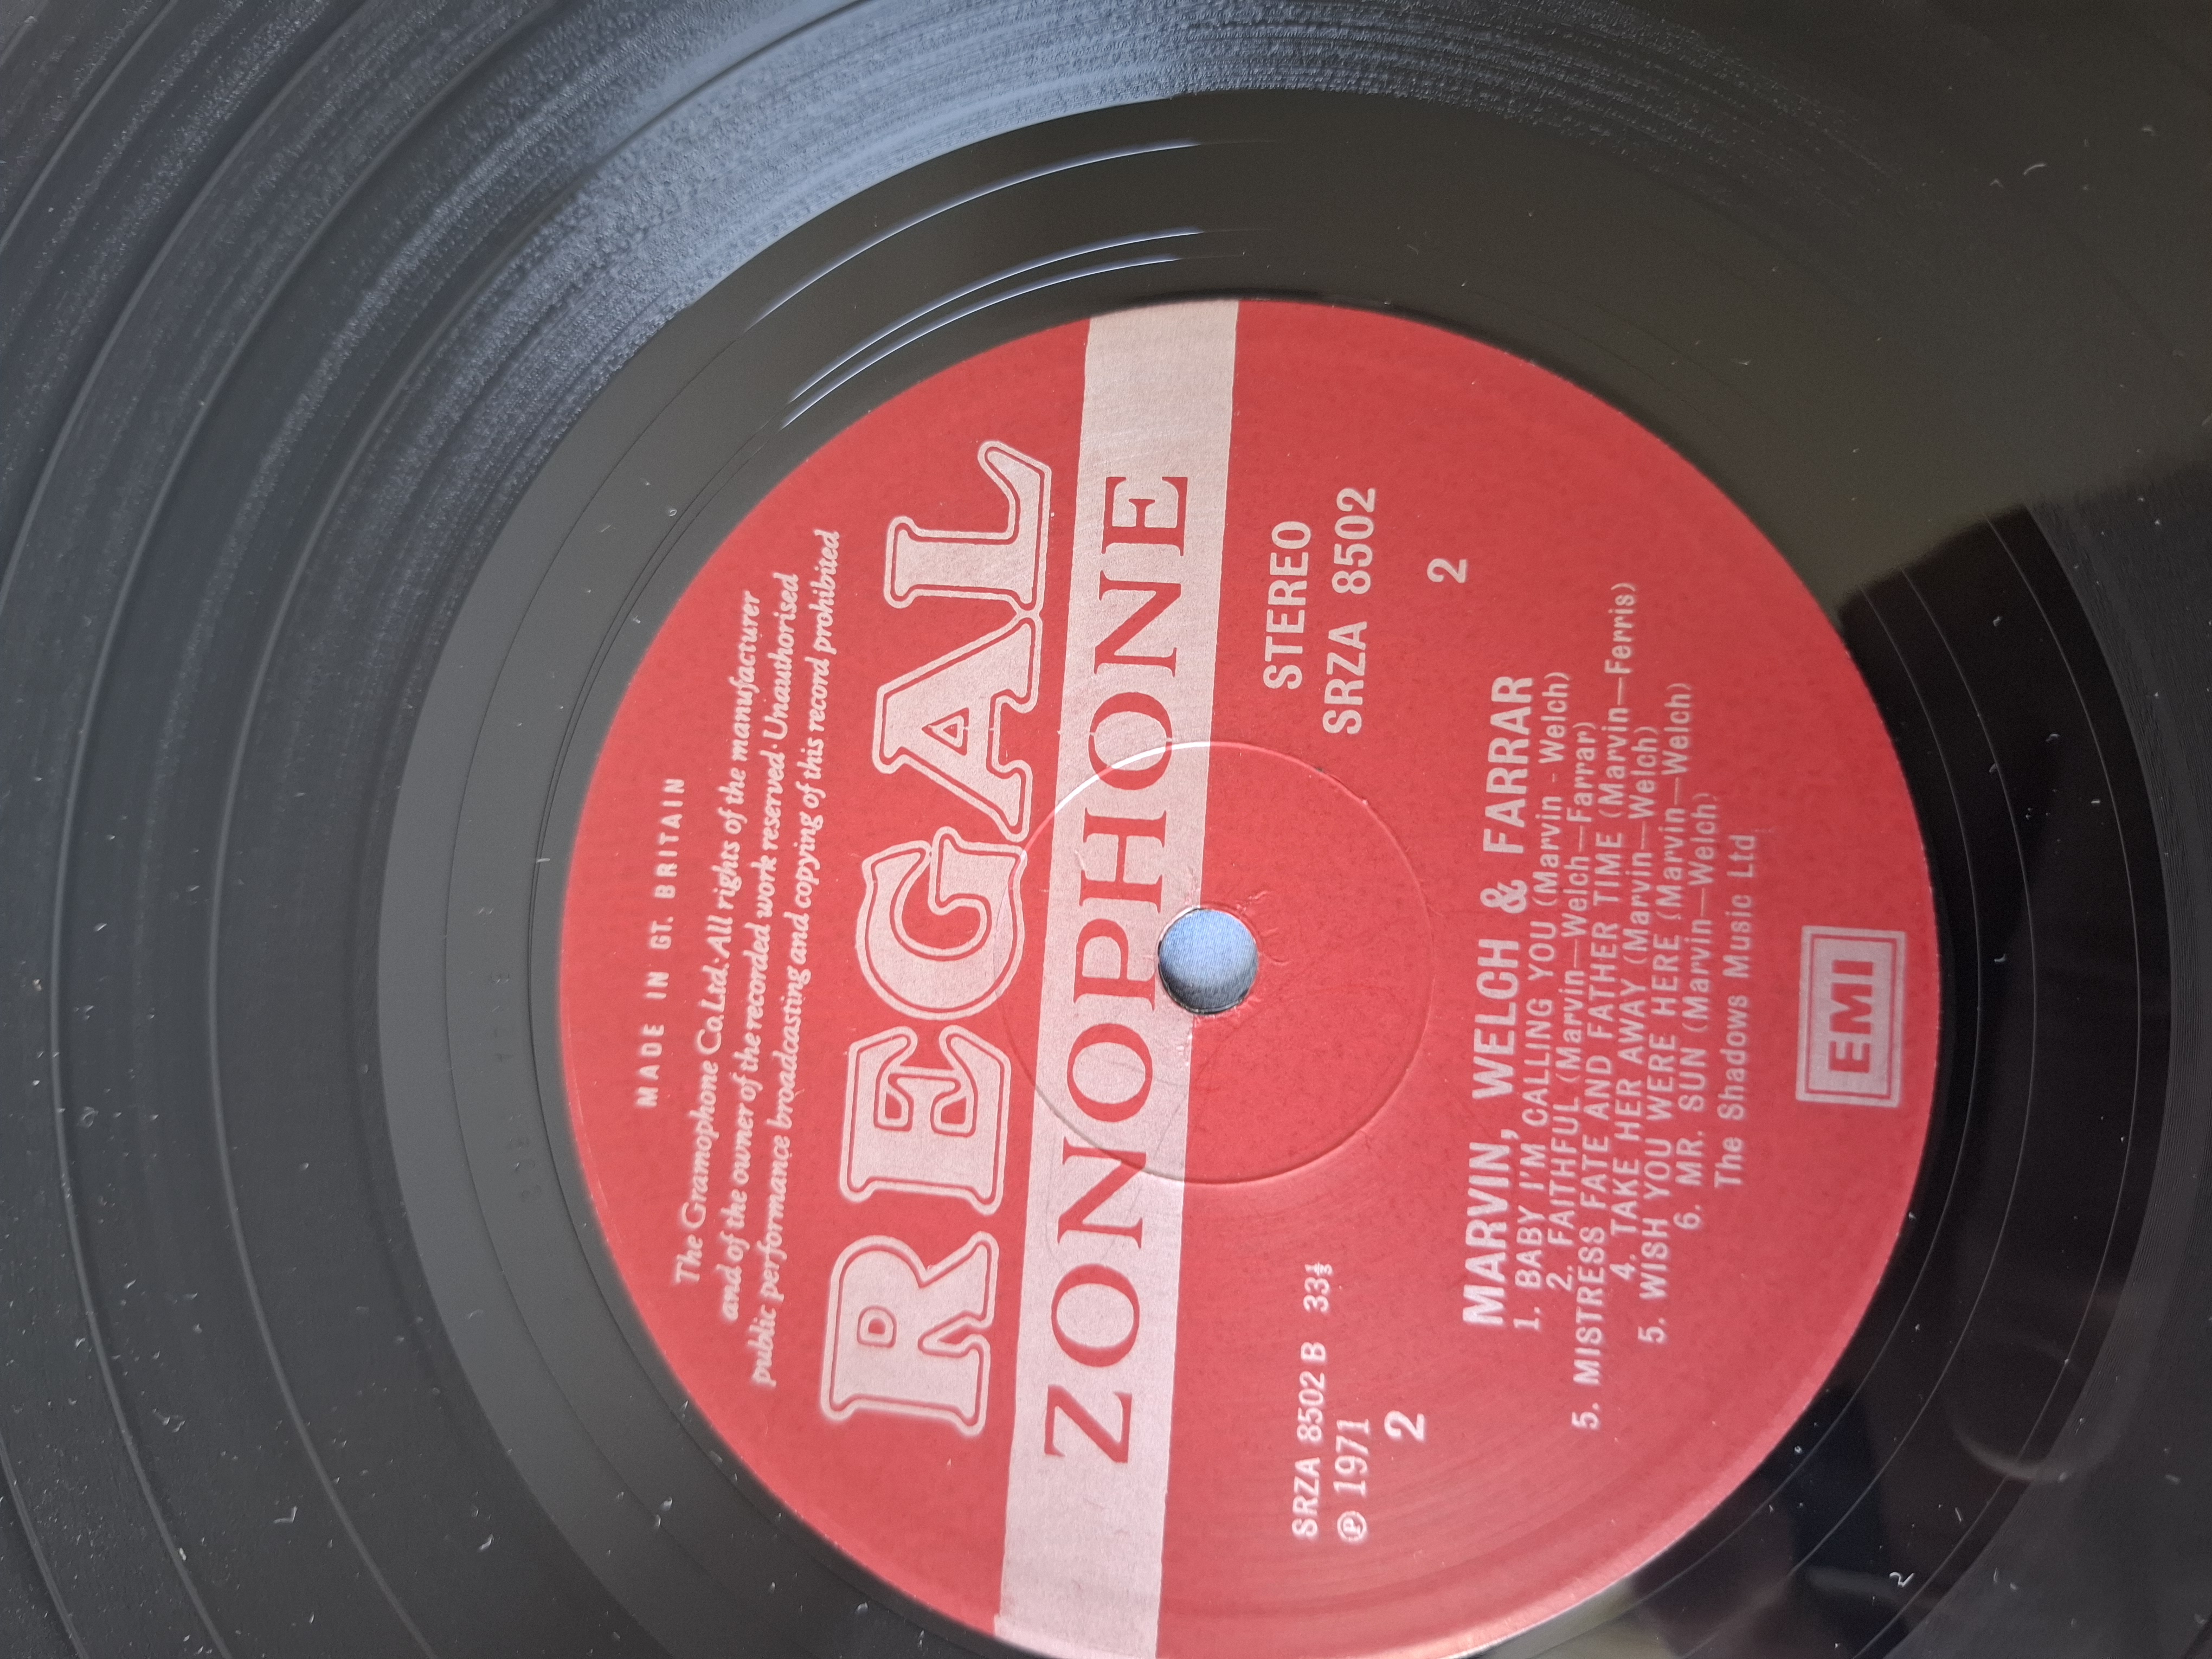 MADE IN GT. BRITAIN
The Gramophone Co. Ltd. · All rights of the manufacturer
and of the owner of the recorded work reserved · Unauthorised
public performance broadcasting and copying of this record prohibited
REGAL
ZONOPHONE
SRZA 8502 B 33⅓
℗ 1971
2
STEREO
SRZA 8502
2
MARVIN, WELCH & FARRAR
1. BABY I'M CALLING YOU (Marvin - Welch)
2. FAITHFUL (Marvin—Welch—Farrar)
5. MISTRESS FATE AND FATHER TIME (Marvin—Ferris)
4. TAKE HER AWAY (Marvin—Welch)
5. WISH YOU WERE HERE (Marvin—Welch)
6. MR. SUN (Marvin—Welch)
The Shadows Music Ltd
EMI